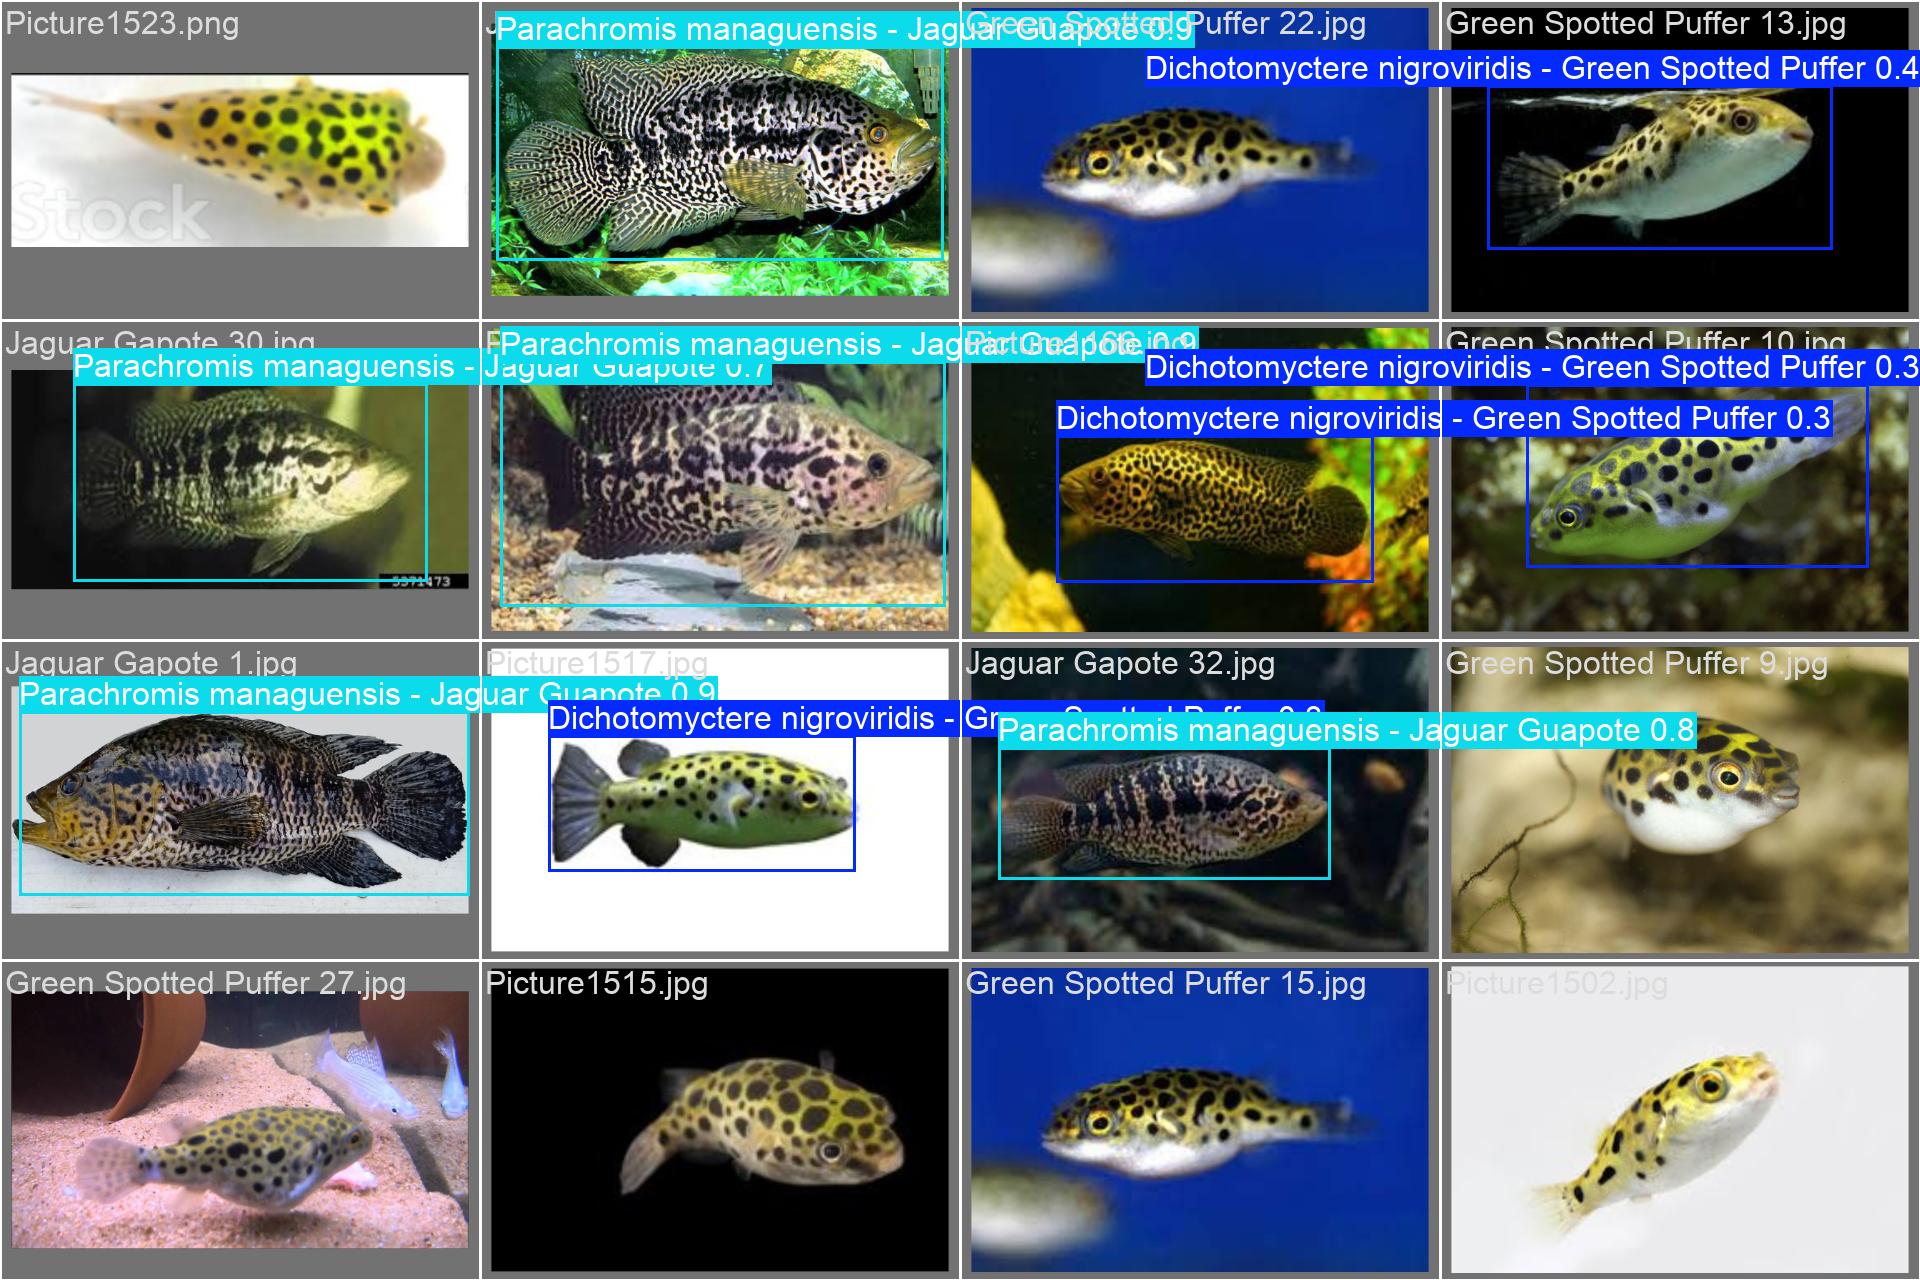 Picture1523.png
Parachromis managuensis - Jaguar Guapote 0.9
Green Spotted Puffer 22.jpg
Green Spotted Puffer 13.jpg
Dichotomyctere nigroviridis - Green Spotted Puffer 0.4
Stock
Jaguar Gapote 30.jpg
Parachromis managuensis - Jaguar Guapote 0.7
Parachromis managuensis - Jaguar Guapote 0.9
Green Spotted Puffer 10.jpg
Dichotomyctere nigroviridis - Green Spotted Puffer 0.3
Dichotomyctere nigroviridis - Green Spotted Puffer 0.3
5371473
Jaguar Gapote 1.jpg
Parachromis managuensis - Jaguar Guapote 0.9
Picture1517.jpg
Dichotomyctere nigroviridis - Green Spotted Puffer
Jaguar Gapote 32.jpg
Parachromis managuensis - Jaguar Guapote 0.8
Green Spotted Puffer 9.jpg
Green Spotted Puffer 27.jpg
Picture1515.jpg
Green Spotted Puffer 15.jpg
Picture1502.jpg